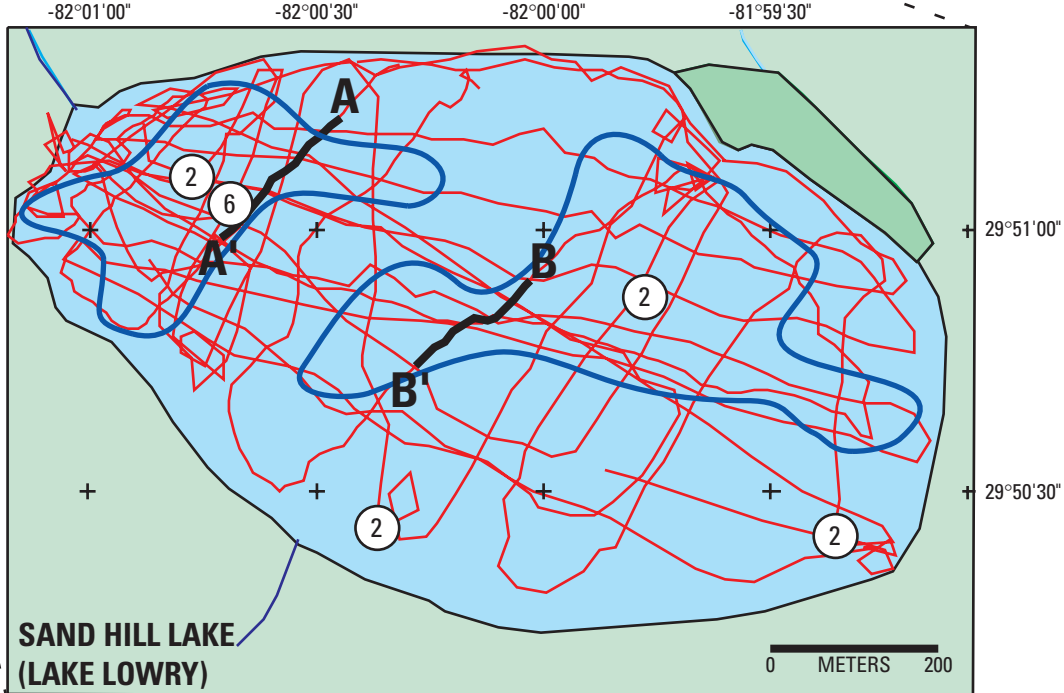 -82°01'00" -82°00'30" -82°00'00" -81°59'30"
A
2
6
29°51'00"
A'
B
2
B'
29°50'30"
2
2
SAND HILL LAKE
(LAKE LOWRY)
0 METERS 200